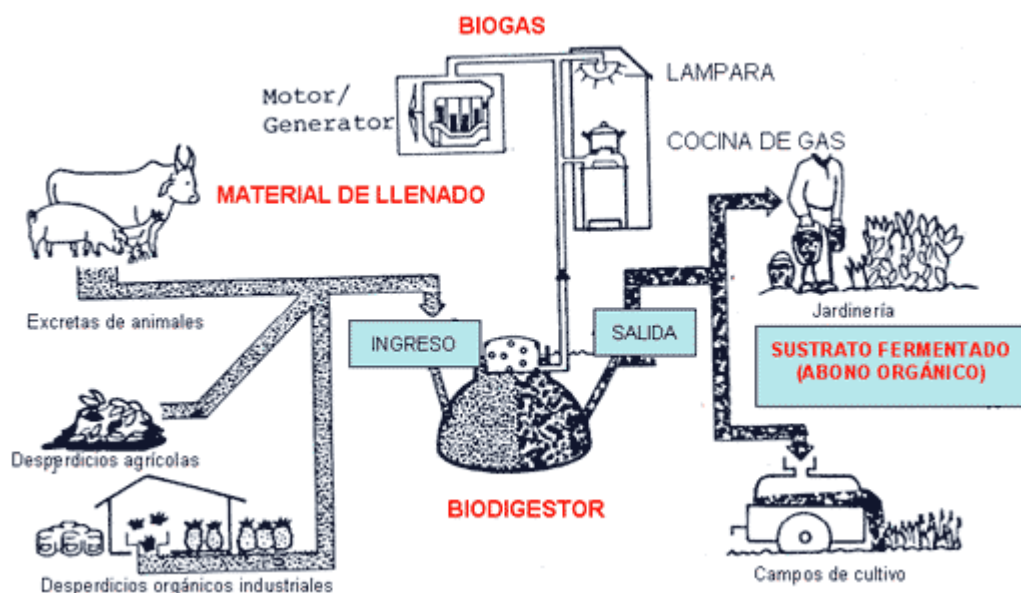 BIOGAS
LAMPARA
Motor/
Generator
COCINA DE GAS
MATERIAL DE LLENADO
Excretas de animales
INGRESO
SALIDA
Jardinería
SUSTRATO FERMENTADO
(ABONO ORGÁNICO)
Desperdicios agrícolas
BIODIGESTOR
Desperdicios orgánicos industriales
Campos de cultivo